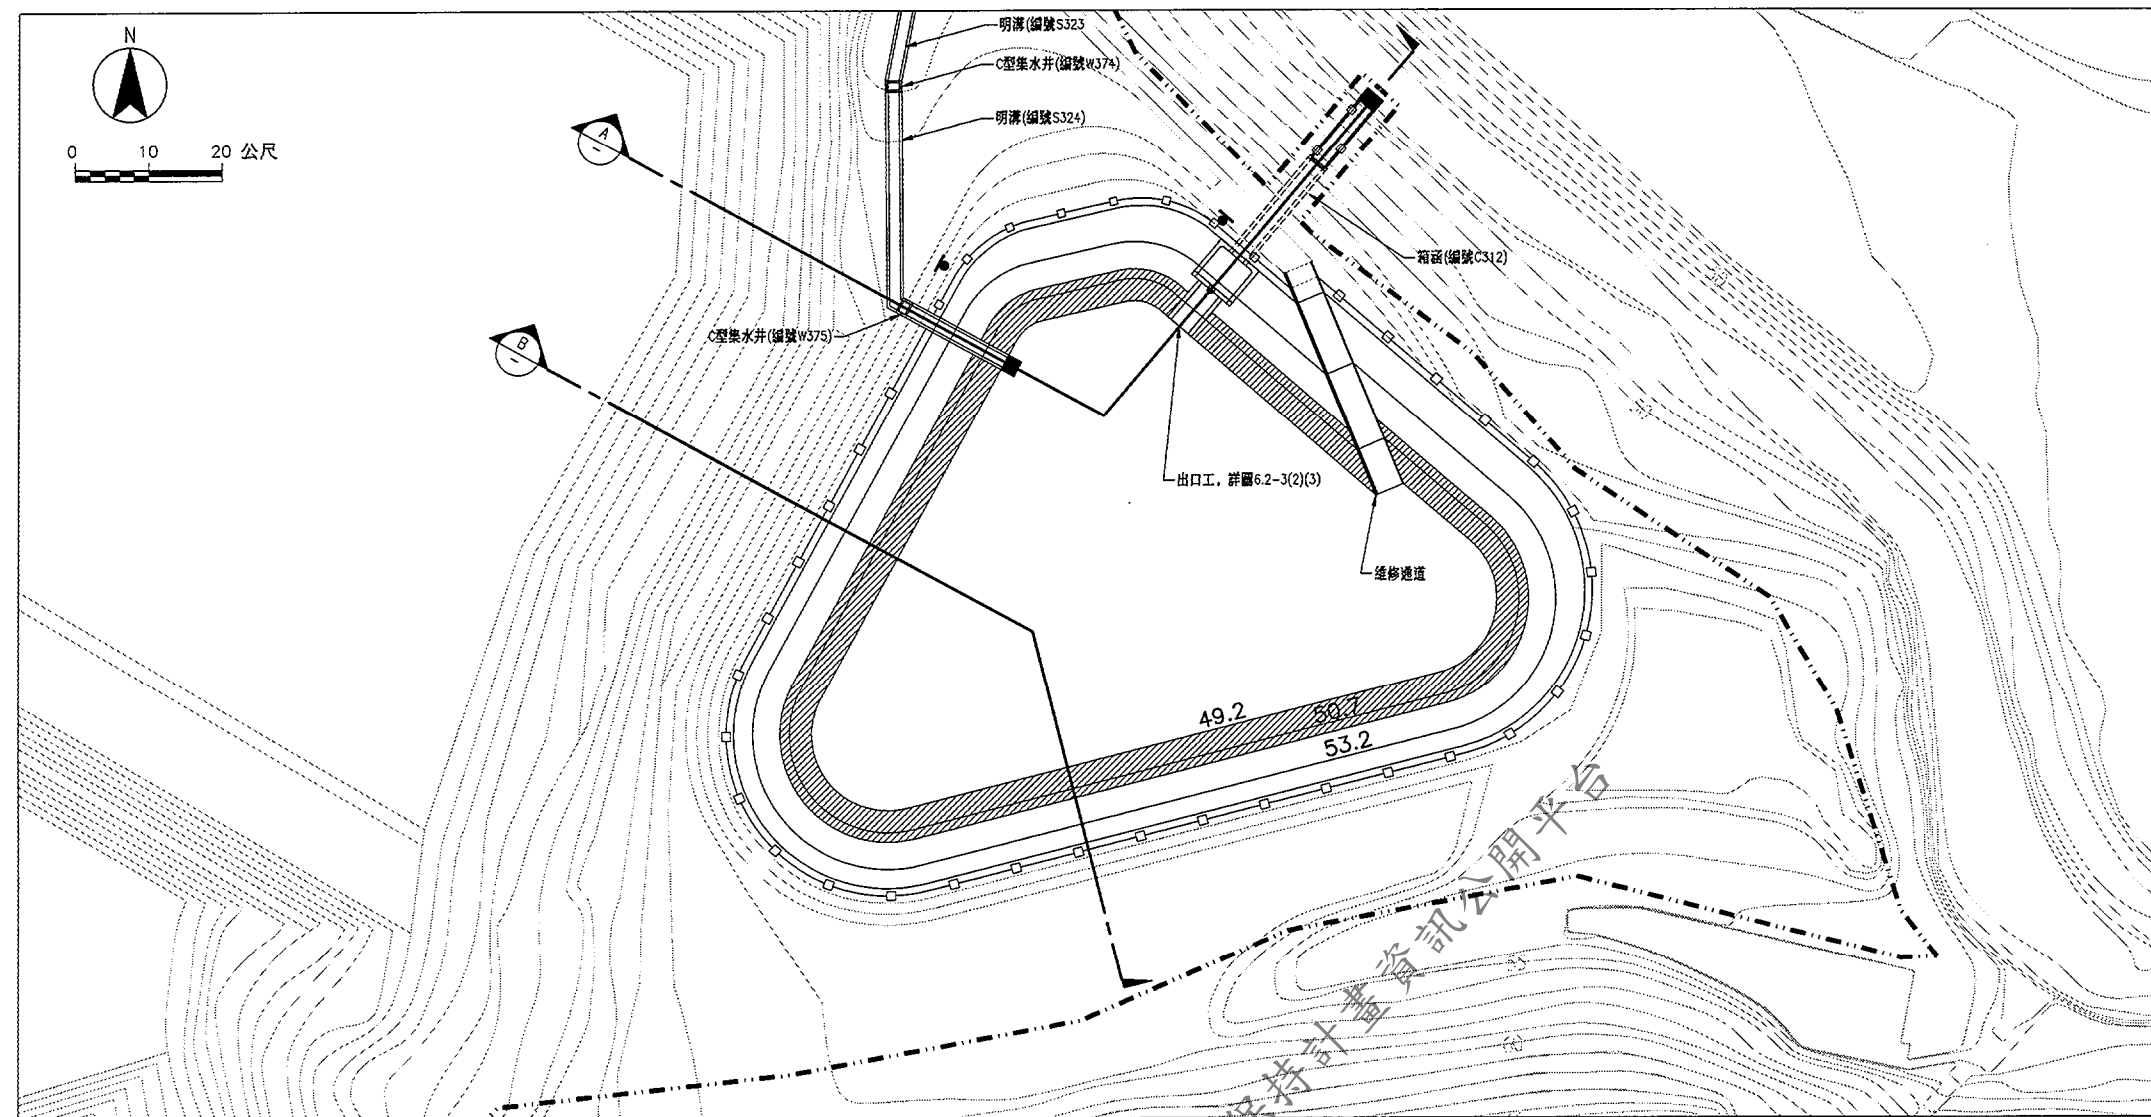 N
0 10 20 公尺
明溝(編號S323
C型集水井(編號W374)
明溝(編號S324)
A
-
箱涵(編號C312)
C型集水井(編號W375)
B
-
出口工, 詳圖6.2-3(2)(3)
維修通道
49.2
50.7
53.2
保持計畫資訊公開平台